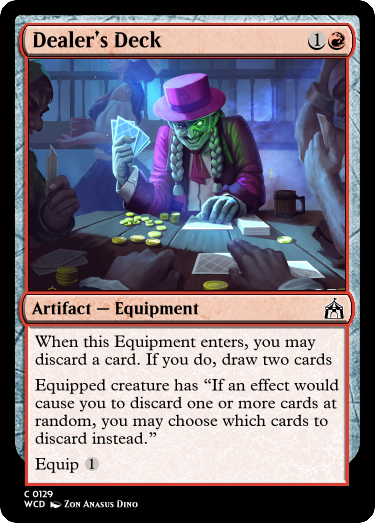 Dealer's Deck 1
Artifact — Equipment
When this Equipment enters, you may
discard a card. If you do, draw two cards
Equipped creature has “If an effect would
cause you to discard one or more cards at
random, you may choose which cards to
discard instead.”
Equip 1
C 0129
WCD Zon Anasus Dino